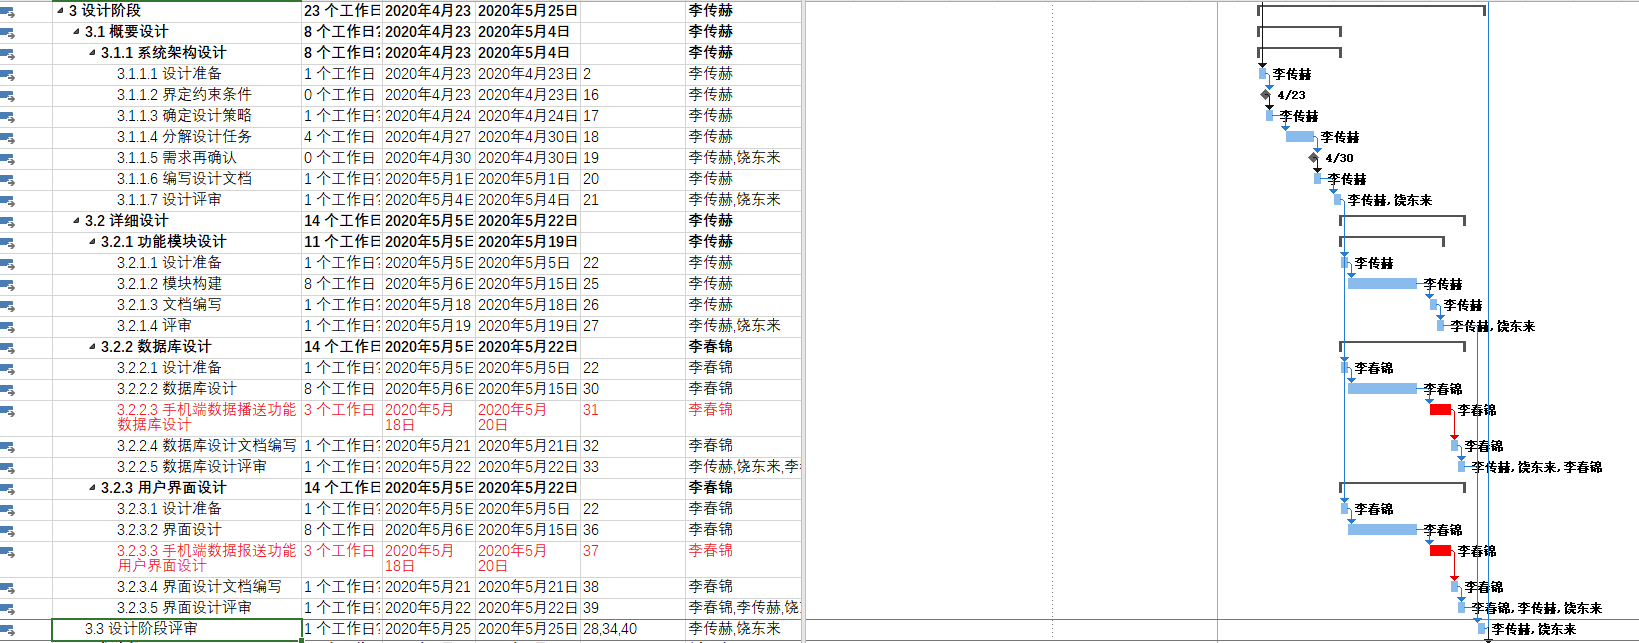 3 设计阶段 23 个工作日 2020年4月23 2020年5月25日 李传赫
3.1 概要设计 8 个工作日? 2020年4月23 2020年5月4日 李传赫
3.1.1 系统架构设计 8 个工作日? 2020年4月23 2020年5月4日 李传赫
3.1.1.1 设计准备 1 个工作日 2020年4月23 2020年4月23日 2 李传赫 李传赫
3.1.1.2 界定约束条件 0 个工作日 2020年4月23 2020年4月23日 16 李传赫 4/23
3.1.1.3 确定设计策略 1 个工作日? 2020年4月24 2020年4月24日 17 李传赫 李传赫
3.1.1.4 分解设计任务 4 个工作日 2020年4月27 2020年4月30日 18 李传赫 李传赫
3.1.1.5 需求再确认 0 个工作日 2020年4月30 2020年4月30日 19 李传赫,饶东来 4/30
3.1.1.6 编写设计文档 1 个工作日? 2020年5月1日 2020年5月1日 20 李传赫 李传赫
3.1.1.7 设计评审 1 个工作日? 2020年5月4日 2020年5月4日 21 李传赫,饶东来 李传赫,饶东来
3.2 详细设计 14 个工作日 2020年5月5日 2020年5月22日 李传赫
3.2.1 功能模块设计 11 个工作日 2020年5月5日 2020年5月19日 李传赫
3.2.1.1 设计准备 1 个工作日? 2020年5月5日 2020年5月5日 22 李传赫 李传赫
3.2.1.2 模块构建 8 个工作日 2020年5月6日 2020年5月15日 25 李传赫 李传赫
3.2.1.3 文档编写 1 个工作日? 2020年5月18 2020年5月18日 26 李传赫 李传赫
3.2.1.4 评审 1 个工作日? 2020年5月19 2020年5月19日 27 李传赫,饶东来 李传赫,饶东来
3.2.2 数据库设计 14 个工作日 2020年5月5日 2020年5月22日 李春锦
3.2.2.1 设计准备 1 个工作日? 2020年5月5日 2020年5月5日 22 李春锦 李春锦
3.2.2.2 数据库设计 8 个工作日 2020年5月6日 2020年5月15日 30 李春锦 李春锦
3.2.2.3 手机端数据播送功能 3 个工作日 2020年5月 2020年5月 31 李春锦 李春锦
数据库设计 18日 20日
3.2.2.4 数据库设计文档编写 1 个工作日? 2020年5月21 2020年5月21日 32 李春锦 李春锦
3.2.2.5 数据库设计评审 1 个工作日? 2020年5月22 2020年5月22日 33 李传赫,饶东来,李 李传赫,饶东来,李春锦
3.2.3 用户界面设计 14 个工作日 2020年5月5日 2020年5月22日 李春锦
3.2.3.1 设计准备 1 个工作日? 2020年5月5日 2020年5月5日 22 李春锦 李春锦
3.2.3.2 界面设计 8 个工作日 2020年5月6日 2020年5月15日 36 李春锦 李春锦
3.2.3.3 手机端数据报送功能 3 个工作日 2020年5月 2020年5月 37 李春锦 李春锦
用户界面设计 18日 20日
3.2.3.4 界面设计文档编写 1 个工作日? 2020年5月21 2020年5月21日 38 李春锦 李春锦
3.2.3.5 界面设计评审 1 个工作日? 2020年5月22 2020年5月22日 39 李春锦,李传赫,饶 李春锦,李传赫,饶东来
3.3 设计阶段评审 1 个工作日? 2020年5月25 2020年5月25日 28,34,40 李传赫,饶东来 李传赫,饶东来